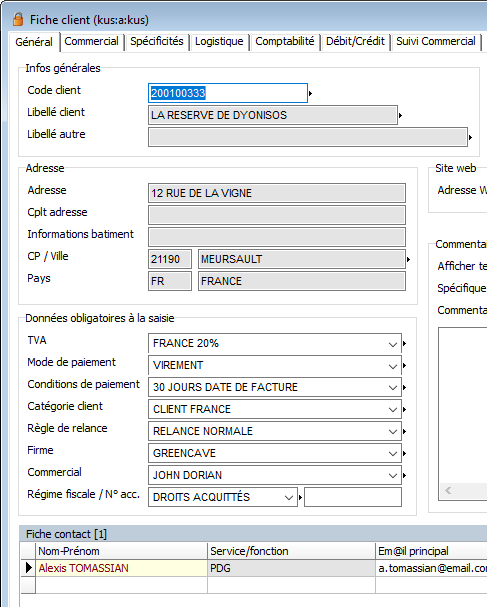 Fiche client (kus:a:kus)
Général Commercial Spécificités Logistique Comptabilité Débit/Crédit Suivi Commercial
Infos générales
Code client 200100333
Libellé client LA RESERVE DE DYONISOS
Libellé autre
Adresse Site web
Adresse 12 RUE DE LA VIGNE Adresse W
Cplt adresse
Informations batiment
Commenta
CP / Ville 21190 MEURSAULT
Afficher te
Pays FR FRANCE
Spécifique
Commenta
Données obligatoires à la saisie
TVA FRANCE 20%
Mode de paiement VIREMENT
Conditions de paiement 30 JOURS DATE DE FACTURE
Catégorie client CLIENT FRANCE
Règle de relance RELANCE NORMALE
Firme GREENCAVE
Commercial JOHN DORIAN
Régime fiscale / N° acc. DROITS ACQUITTÉS
Fiche contact [1]
Nom-Prénom Service/fonction Em@il principal
Alexis TOMASSIAN PDG a.tomassian@email.co